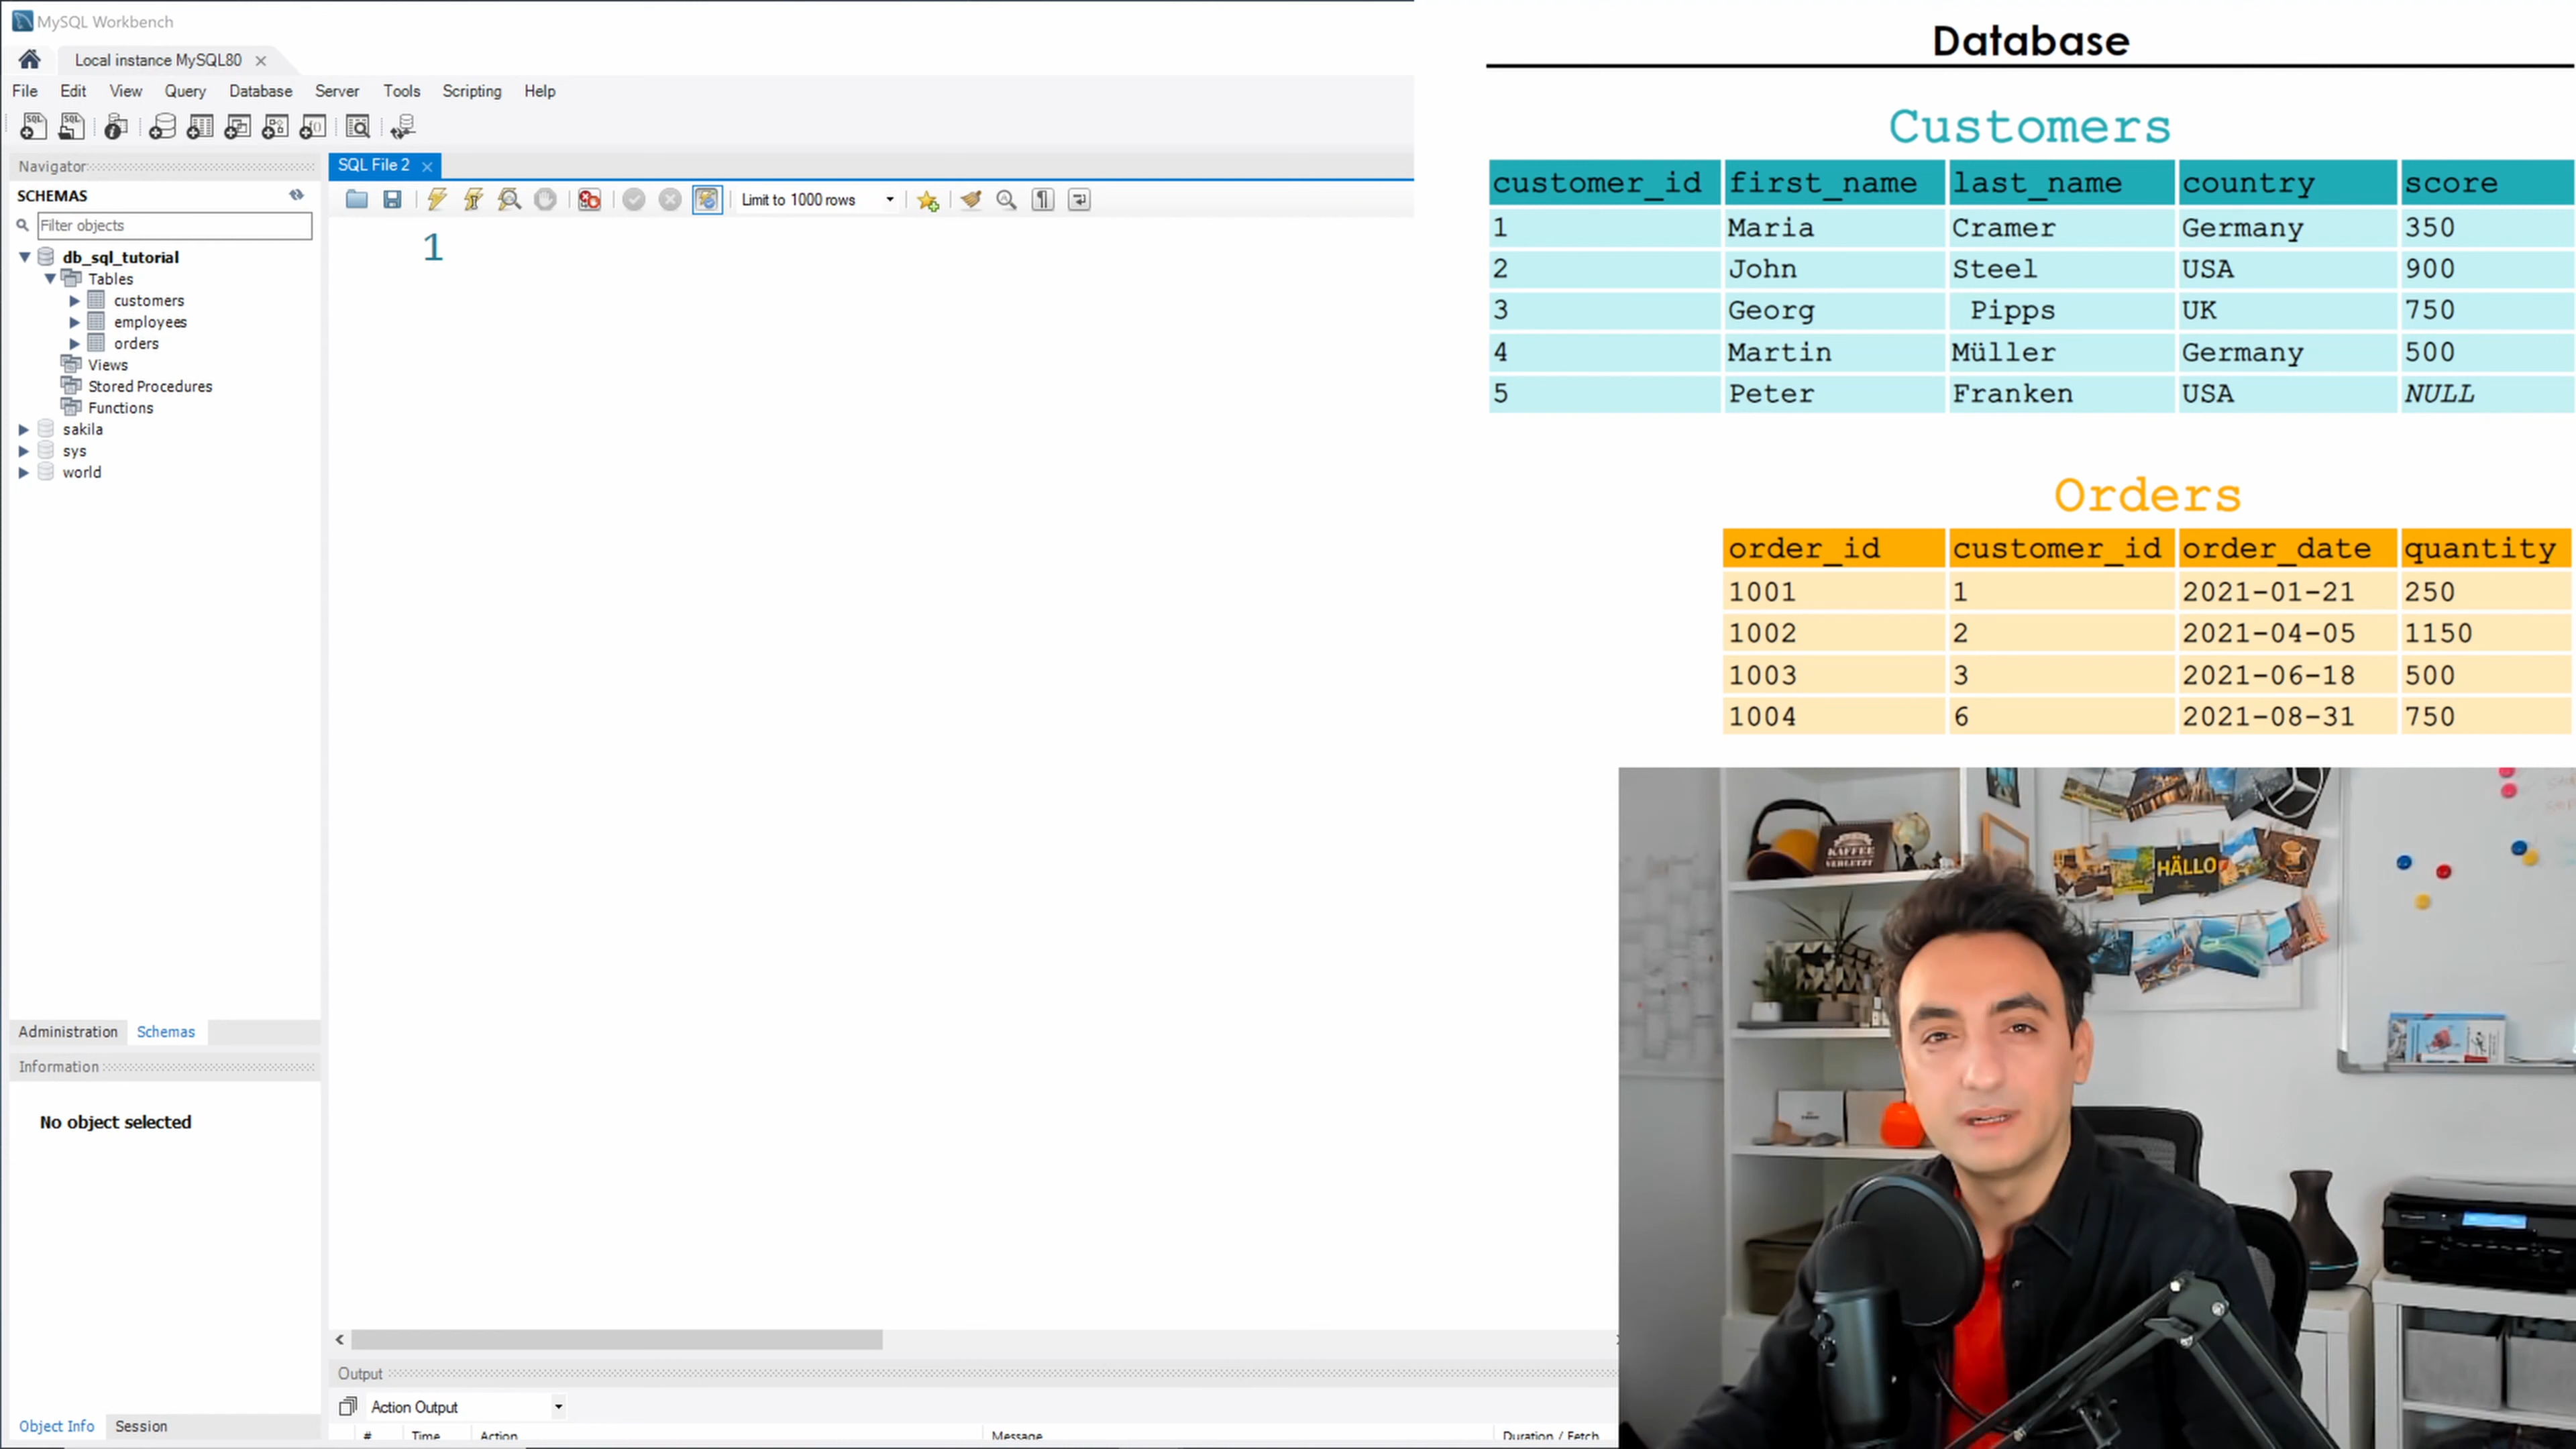 MySQL Workbench
Local instance MySQL80
File Edit View Query Database Server Tools Scripting Help
Navigator
SCHEMAS
Filter objects
db_sql_tutorial
Tables
customers
employees
orders
Views
Stored Procedures
Functions
sakila
sys
world
Administration Schemas
Information
No object selected
Object Info Session
SQL File 2
Limit to 1000 rows
1
Output
Action Output
# Time Action Message Duration / Fetch
Database
Customers
customer_id first_name last_name country score
1 Maria Cramer Germany 350
2 John Steel USA 900
3 Georg Pipps UK 750
4 Martin Müller Germany 500
5 Peter Franken USA NULL
Orders
order_id customer_id order_date quantity
1001 1 2021-01-21 250
1002 2 2021-04-05 1150
1003 3 2021-06-18 500
1004 6 2021-08-31 750
KAFFEE
VERLETZT
HÄLLO